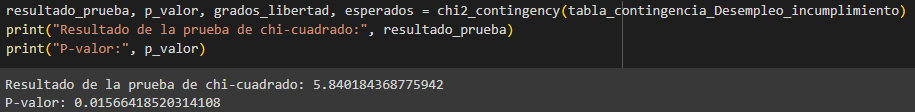 resultado_prueba, p_valor, grados_libertad, esperados = chi2_contingency(tabla_contingencia_Desempleo_incumplimiento)
print("Resultado de la prueba de chi-cuadrado:", resultado_prueba)
print("P-valor:", p_valor)
Resultado de la prueba de chi-cuadrado: 5.840184368775942
P-valor: 0.01566418520314108